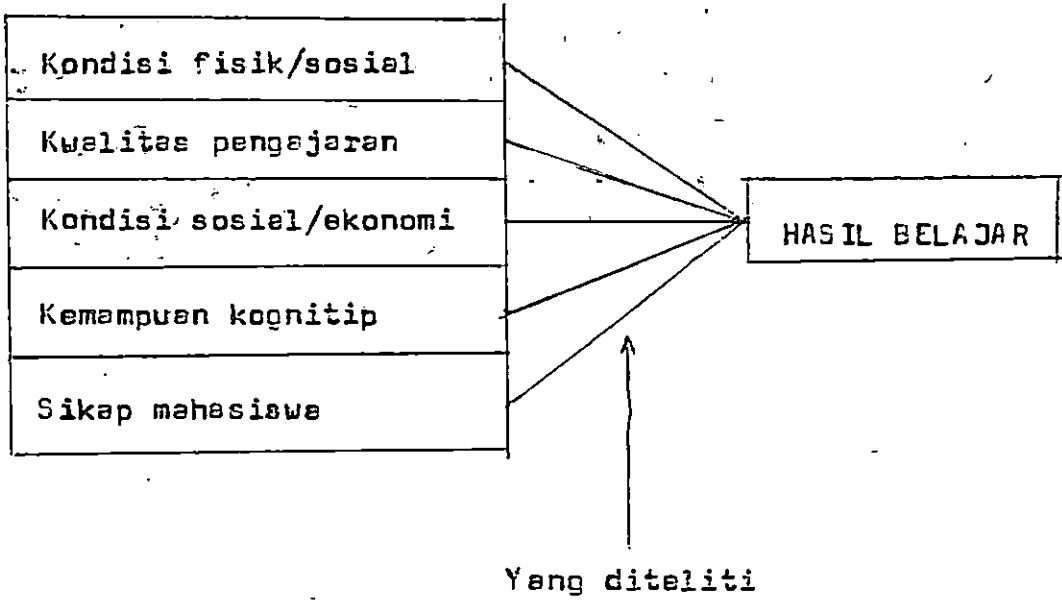 Kondisi fisik/sosial
Kwalitas pengajaran
Kondisi sosial/ekonomi
HASIL BELAJAR
Kemampuan kognitip
Sikap mahasiswa
Yang diteliti